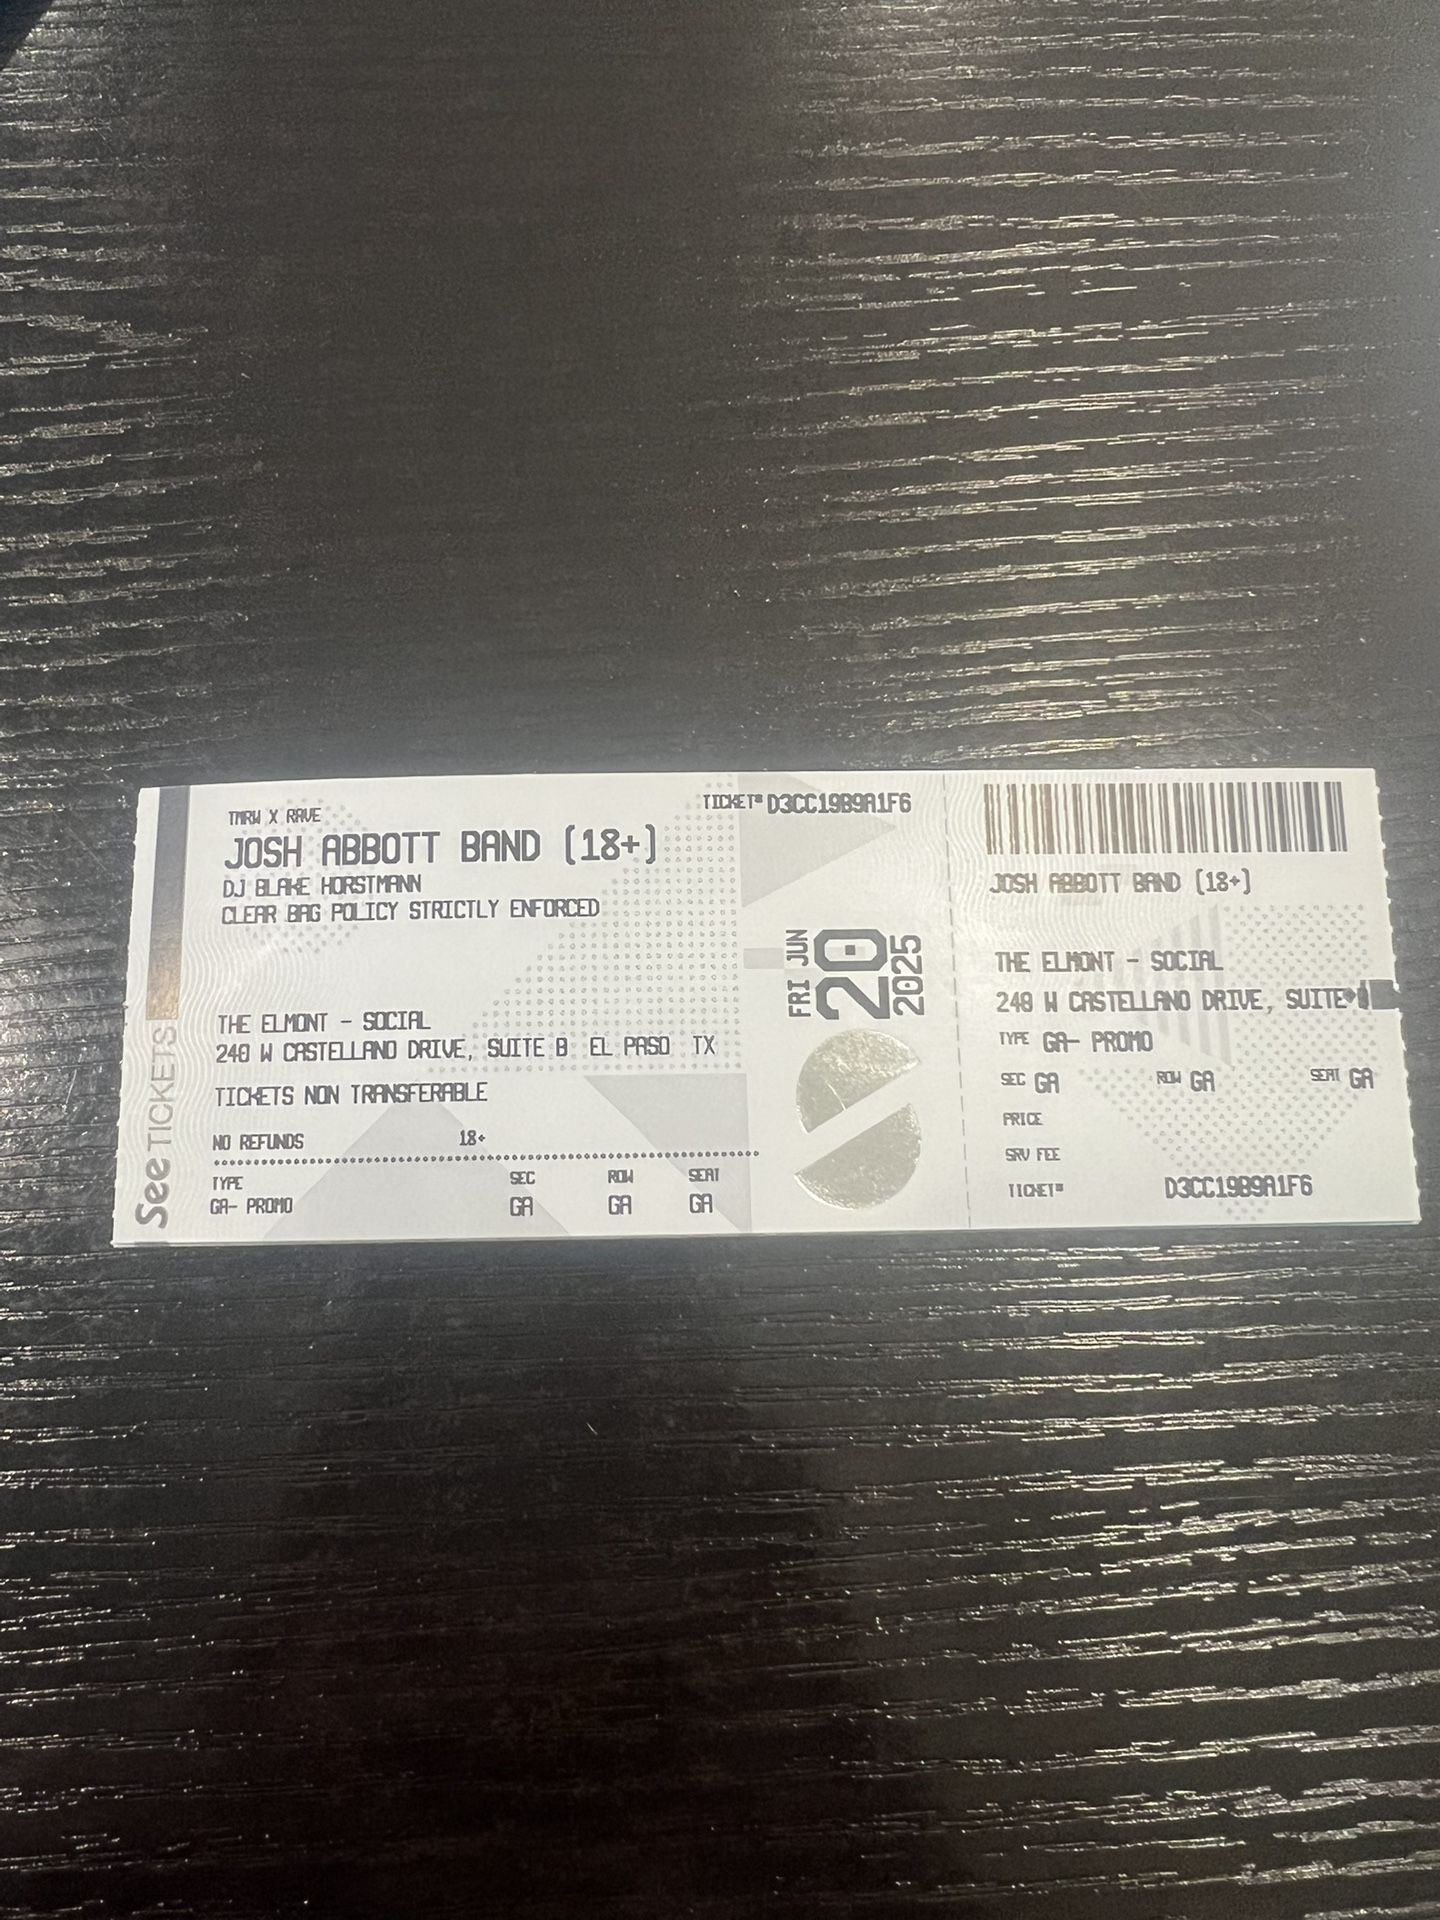 TMRW X RAVE
JOSH ABBOTT BAND (18+)
DJ BLAKE HORSTMANN
CLEAR BAG POLICY STRICTLY ENFORCED
THE ELMONT - SOCIAL
240 W CASTELLANO DRIVE, SUITE B EL PASO TX
TICKETS NON TRANSFERABLE
NO REFUNDS 18+
TYPE SEC ROW SEAT
GA- PROMO GA GA GA
See TICKETS
TICKET# D3CC19B9A1F6
FRI JUN
20
2025
JOSH ABBOTT BAND (18+)
THE ELMONT - SOCIAL
240 W CASTELLANO DRIVE, SUITE
TYPE GA- PROMO
SEC GA ROW GA SEAT GA
PRICE
SRV FEE
TICKET# D3CC19B9A1F6